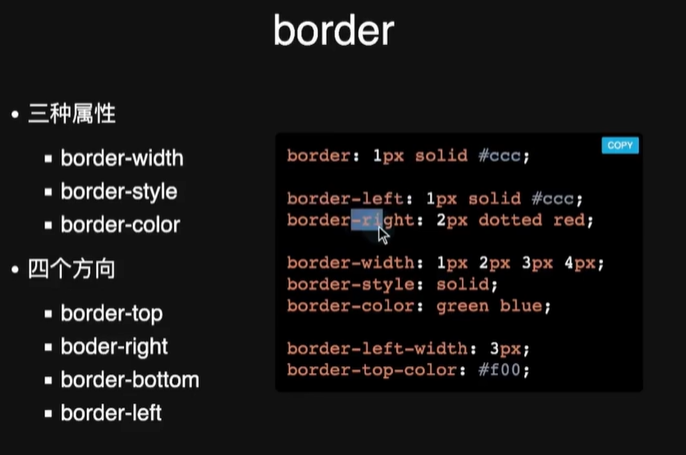 border
• 三种属性
▪ border-width
▪ border-style
▪ border-color
• 四个方向
▪ border-top
▪ boder-right
▪ border-bottom
▪ border-left
COPY
border: 1px solid #ccc;
border-left: 1px solid #ccc;
border-right: 2px dotted red;
border-width: 1px 2px 3px 4px;
border-style: solid;
border-color: green blue;
border-left-width: 3px;
border-top-color: #f00;